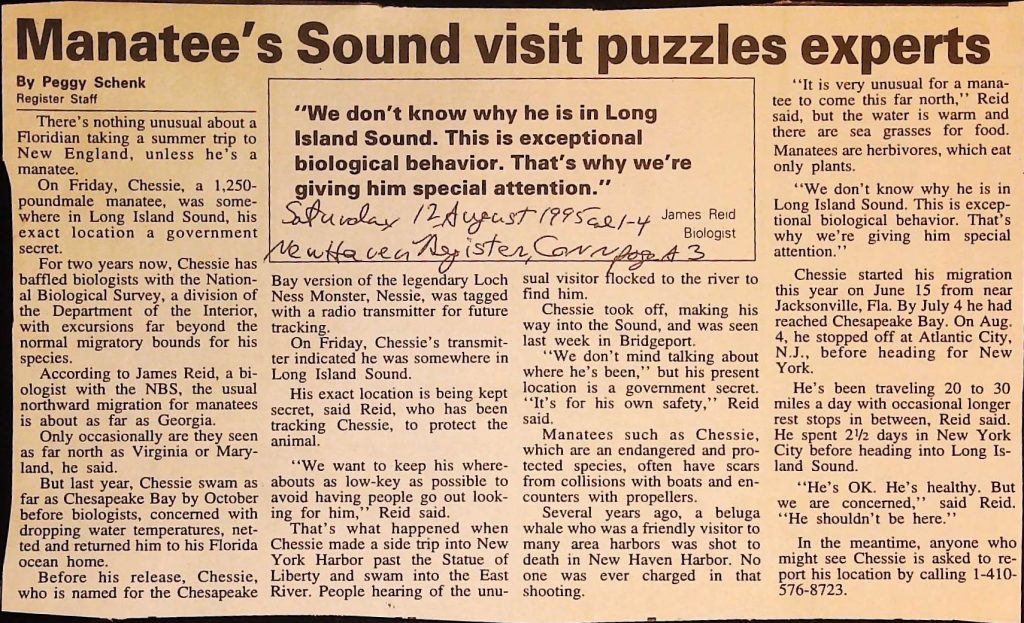 Manatee's Sound visit puzzles experts
By Peggy Schenk
Register Staff
There's nothing unusual about a
Floridian taking a summer trip to
New England, unless he's a
manatee.
On Friday, Chessie, a 1,250-
poundmale manatee, was some-
where in Long Island Sound, his
exact location a government
secret.
For two years now, Chessie has
baffled biologists with the Nation-
al Biological Survey, a division of
the Department of the Interior,
with excursions far beyond the
normal migratory bounds for his
species.
According to James Reid, a bi-
ologist with the NBS, the usual
northward migration for manatees
is about as far as Georgia.
Only occasionally are they seen
as far north as Virginia or Mary-
land, he said.
But last year, Chessie swam as
far as Chesapeake Bay by October
before biologists, concerned with
dropping water temperatures, net-
ted and returned him to his Florida
ocean home.
Before his release, Chessie,
who is named for the Chesapeake
"We don't know why he is in Long
Island Sound. This is exceptional
biological behavior. That's why we're
giving him special attention."
James Reid
Biologist
Saturday 12 August 1995 col 1-4
New Haven Register, Conn page A3
Bay version of the legendary Loch
Ness Monster, Nessie, was tagged
with a radio transmitter for future
tracking.
On Friday, Chessie's transmit-
ter indicated he was somewhere in
Long Island Sound.
His exact location is being kept
secret, said Reid, who has been
tracking Chessie, to protect the
animal.
"We want to keep his where-
abouts as low-key as possible to
avoid having people go out look-
ing for him," Reid said.
That's what happened when
Chessie made a side trip into New
York Harbor past the Statue of
Liberty and swam into the East
River. People hearing of the unu-
sual visitor flocked to the river to
find him.
Chessie took off, making his
way into the Sound, and was seen
last week in Bridgeport.
"We don't mind talking about
where he's been," but his present
location is a government secret.
"It's for his own safety," Reid
said.
Manatees such as Chessie,
which are an endangered and pro-
tected species, often have scars
from collisions with boats and en-
counters with propellers.
Several years ago, a beluga
whale who was a friendly visitor to
many area harbors was shot to
death in New Haven Harbor. No
one was ever charged in that
shooting.
"It is very unusual for a mana-
tee to come this far north," Reid
said, but the water is warm and
there are sea grasses for food.
Manatees are herbivores, which eat
only plants.
"We don't know why he is in
Long Island Sound. This is excep-
tional biological behavior. That's
why we're giving him special
attention."
Chessie started his migration
this year on June 15 from near
Jacksonville, Fla. By July 4 he had
reached Chesapeake Bay. On Aug.
4, he stopped off at Atlantic City,
N.J., before heading for New
York.
He's been traveling 20 to 30
miles a day with occasional longer
rest stops in between, Reid said.
He spent 2½ days in New York
City before heading into Long Is-
land Sound.
"He's OK. He's healthy. But
we are concerned," said Reid.
"He shouldn't be here."
In the meantime, anyone who
might see Chessie is asked to re-
port his location by calling 1-410-
576-8723.